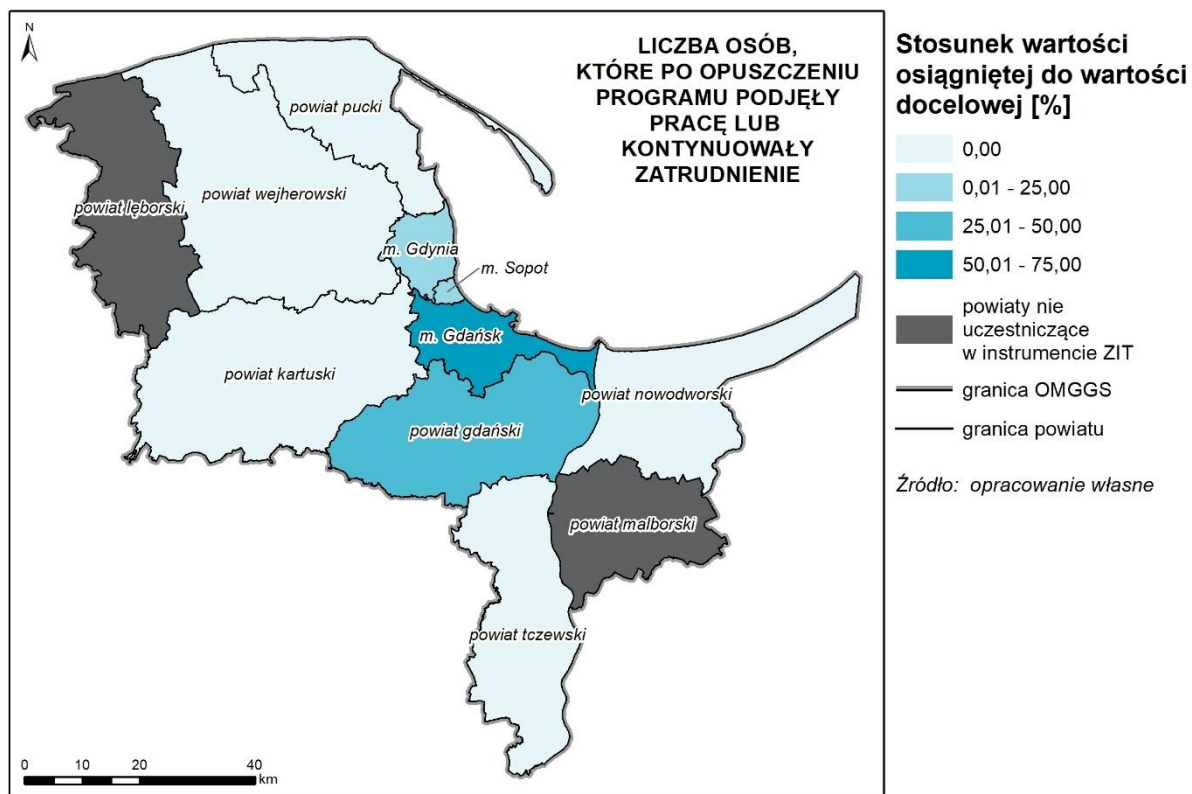 N
LICZBA OSÓB,
KTÓRE PO OPUSZCZENIU
PROGRAMU PODJĘŁY
PRACĘ LUB
KONTYNUOWAŁY
ZATRUDNIENIE
powiat pucki
powiat wejherowski
powiat lęborski
m. Gdynia
m. Sopot
m. Gdańsk
powiat kartuski
powiat nowodworski
powiat gdański
powiat malborski
powiat tczewski
0 10 20 40
km
Stosunek wartości
osiągniętej do wartości
docelowej [%]
0,00
0,01 - 25,00
25,01 - 50,00
50,01 - 75,00
powiaty nie
uczestniczące
w instrumencie ZIT
granica OMGGS
granica powiatu
Źródło: opracowanie własne